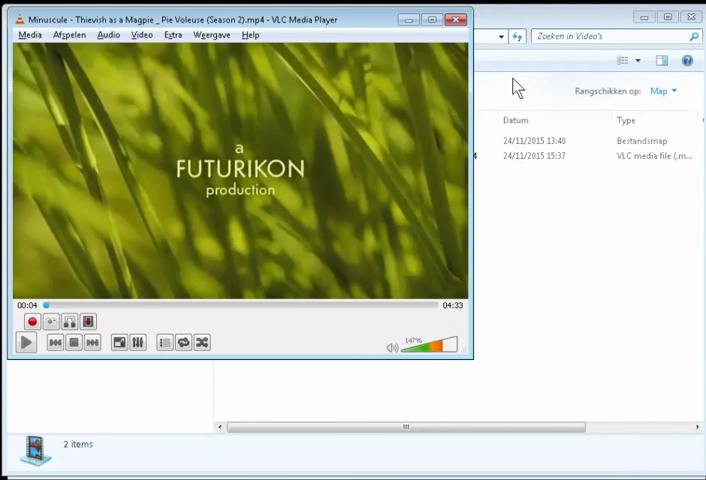 Minuscule - Thievish as a Magpie _ Pie Voleuse (Season 2).mp4 - VLC Media Player
Media Afspelen Audio Video Extra Weergave Help
a
FUTURIKON
production
00:04 04:33
147%
Zoeken in Video's
Rangschikken op: Map
Datum Type
24/11/2015 13:40 Bestandsmap
4 24/11/2015 15:37 VLC media file (.m...
2 items